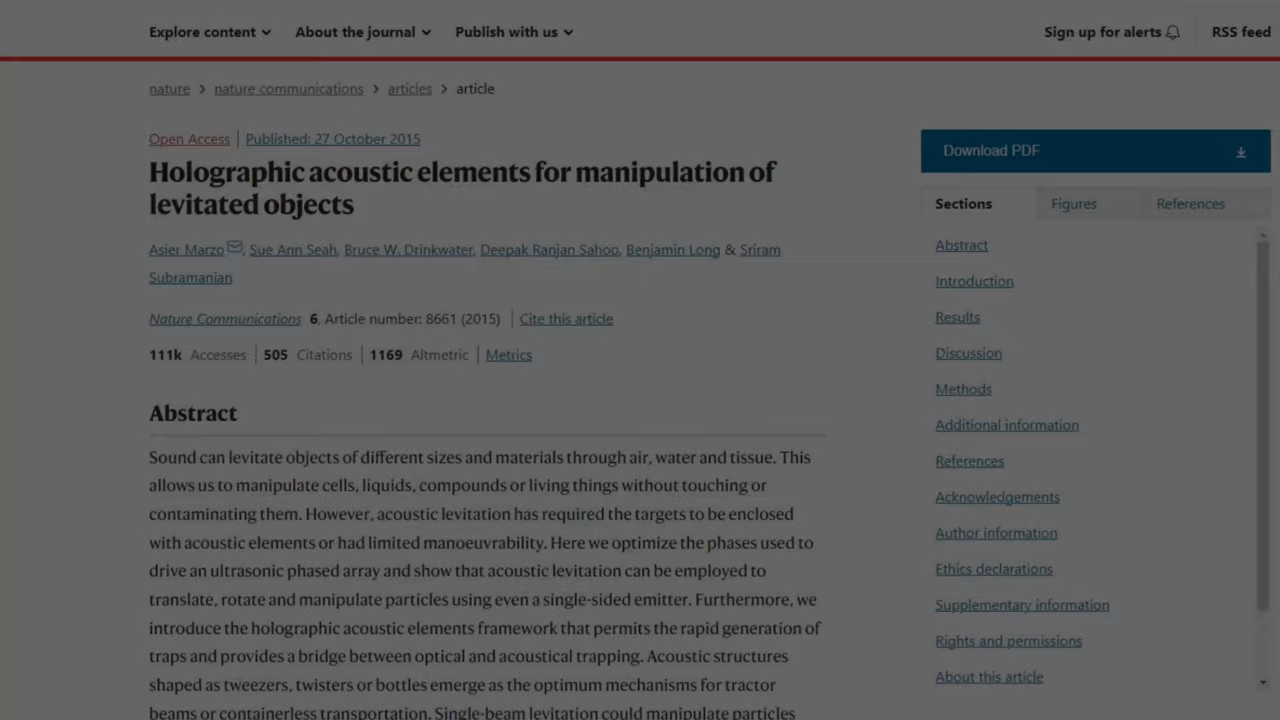 Explore content About the journal Publish with us Sign up for alerts RSS feed
nature > nature communications > articles > article
Open Access | Published: 27 October 2015
Holographic acoustic elements for manipulation of
levitated objects
Asier Marzo, Sue Ann Seah, Bruce W. Drinkwater, Deepak Ranjan Sahoo, Benjamin Long & Sriram
Subramanian
Nature Communications 6, Article number: 8661 (2015) | Cite this article
111k Accesses | 505 Citations | 1169 Altmetric | Metrics
Abstract
Sound can levitate objects of different sizes and materials through air, water and tissue. This
allows us to manipulate cells, liquids, compounds or living things without touching or
contaminating them. However, acoustic levitation has required the targets to be enclosed
with acoustic elements or had limited manoeuvrability. Here we optimize the phases used to
drive an ultrasonic phased array and show that acoustic levitation can be employed to
translate, rotate and manipulate particles using even a single-sided emitter. Furthermore, we
introduce the holographic acoustic elements framework that permits the rapid generation of
traps and provides a bridge between optical and acoustical trapping. Acoustic structures
shaped as tweezers, twisters or bottles emerge as the optimum mechanisms for tractor
beams or containerless transportation. Single-beam levitation could manipulate particles
Download PDF
Sections Figures References
Abstract
Introduction
Results
Discussion
Methods
Additional information
References
Acknowledgements
Author information
Ethics declarations
Supplementary information
Rights and permissions
About this article